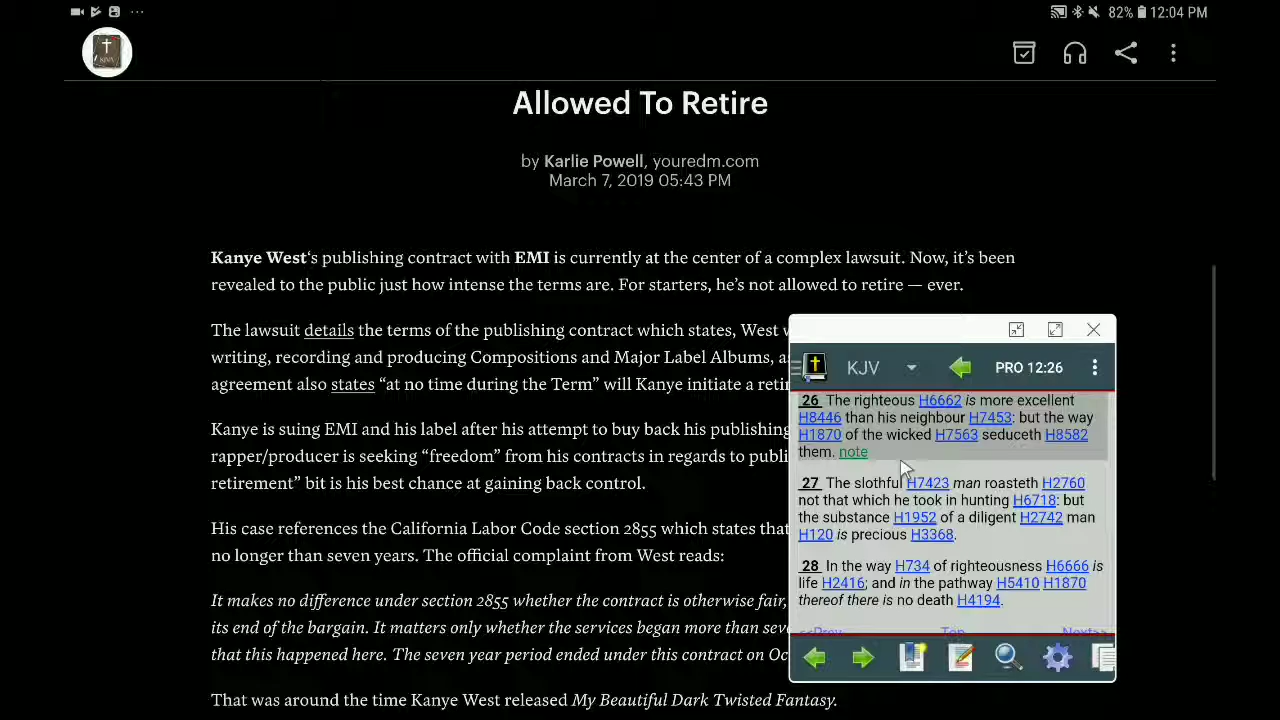 82% 12:04 PM
KJV
Allowed To Retire
by Karlie Powell, youredm.com
March 7, 2019 05:43 PM
Kanye West‘s publishing contract with EMI is currently at the center of a complex lawsuit. Now, it’s been
revealed to the public just how intense the terms are. For starters, he’s not allowed to retire — ever.
The lawsuit details the terms of the publishing contract which states, West
writing, recording and producing Compositions and Major Label Albums,
agreement also states “at no time during the Term” will Kanye initiate a
Kanye is suing EMI and his label after his attempt to buy back his publishing
rapper/producer is seeking “freedom” from his contracts in regards to
retirement” bit is his best chance at gaining back control.
His case references the California Labor Code section 2855 which states that
no longer than seven years. The official complaint from West reads:
It makes no difference under section 2855 whether the contract is otherwise fair,
its end of the bargain. It matters only whether the services began more than
that this happened here. The seven year period ended under this contract on
That was around the time Kanye West released My Beautiful Dark Twisted Fantasy.
KJV PRO 12:26
26 The righteous H6662 is more excellent
H8446 than his neighbour H7453: but the way
H1870 of the wicked H7563 seduceth H8582
them. note
27 The slothful H7423 man roasteth H2760
not that which he took in hunting H6718: but
the substance H1952 of a diligent H2742 man
H120 is precious H3368.
28 In the way H734 of righteousness H6666 is
life H2416; and in the pathway H5410 H1870
thereof there is no death H4194.
<<Prev Top Next>>